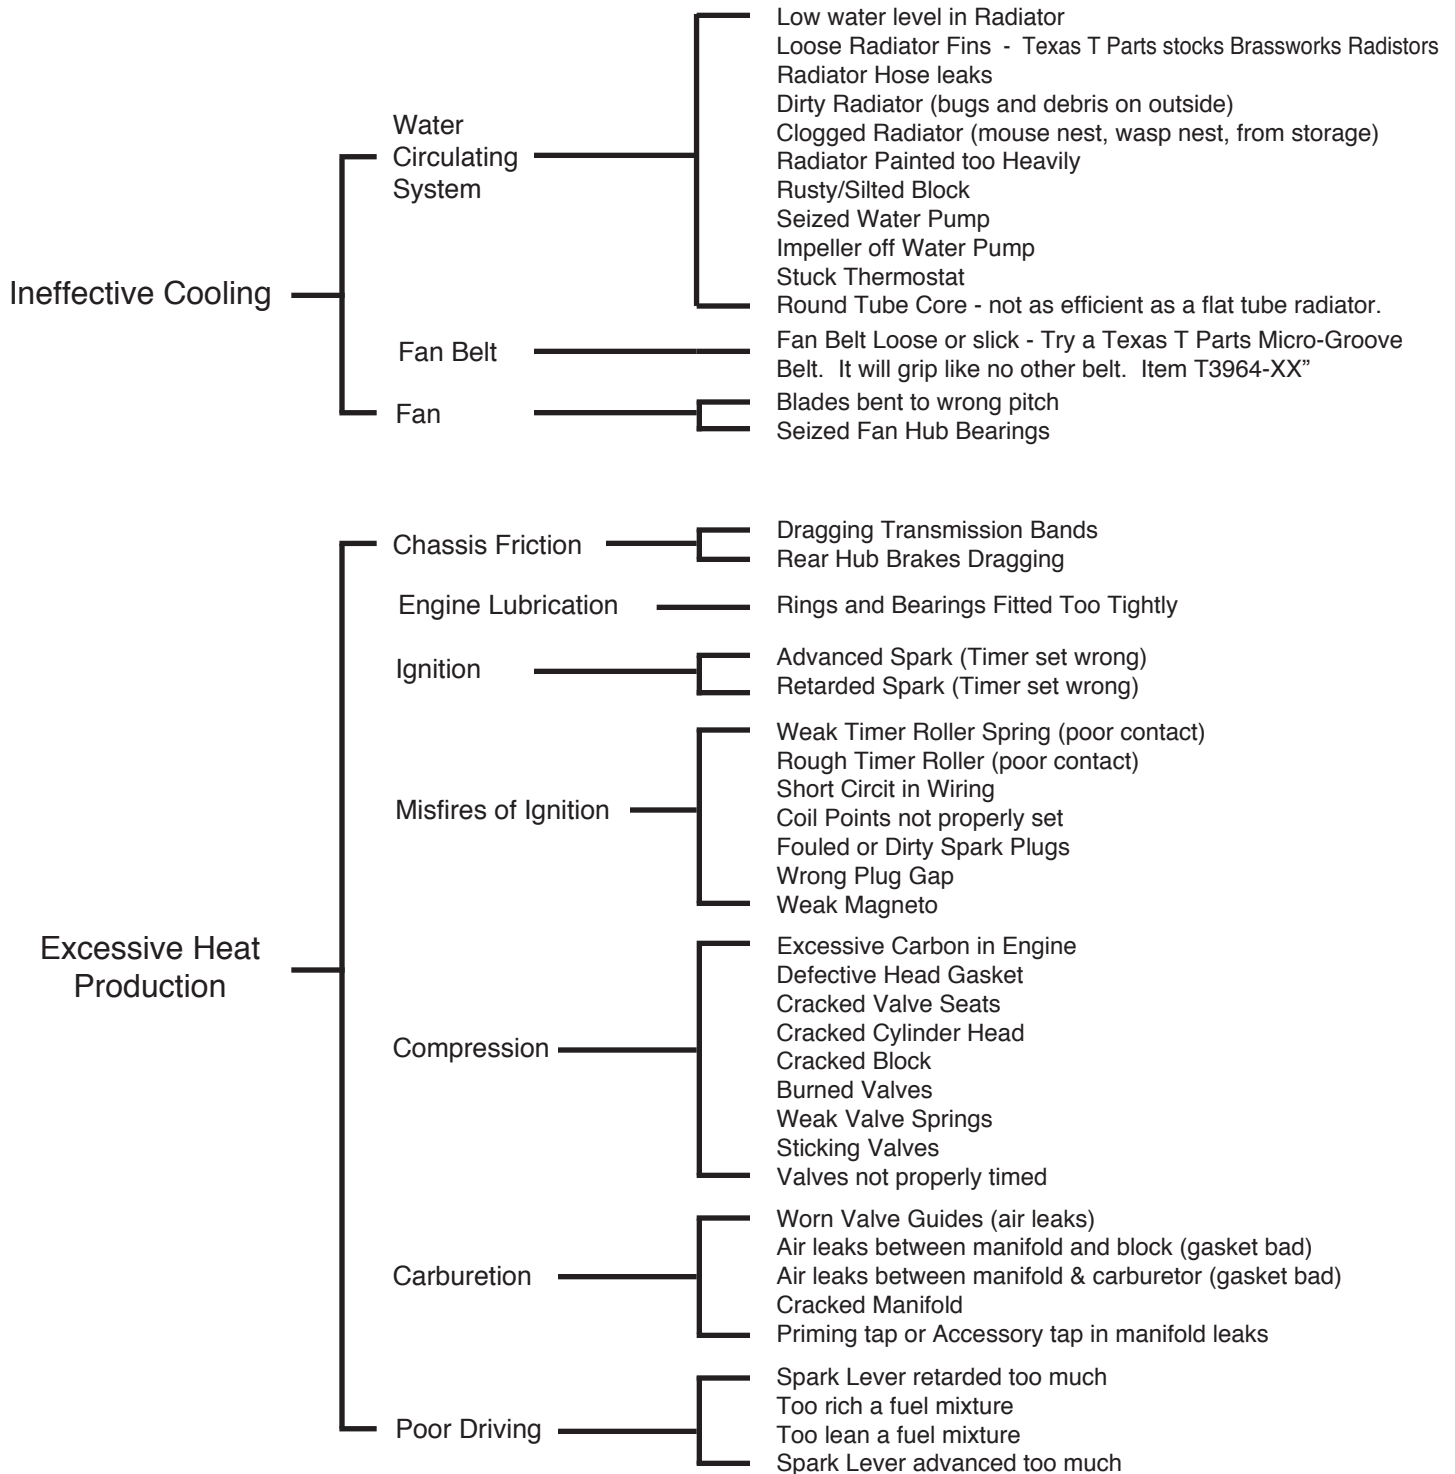 Ineffective Cooling
Water
Circulating
System
Low water level in Radiator
Loose Radiator Fins - Texas T Parts stocks Brassworks Radistors
Radiator Hose leaks
Dirty Radiator (bugs and debris on outside)
Clogged Radiator (mouse nest, wasp nest, from storage)
Radiator Painted too Heavily
Rusty/Silted Block
Seized Water Pump
Impeller off Water Pump
Stuck Thermostat
Round Tube Core - not as efficient as a flat tube radiator.
Fan Belt
Fan Belt Loose or slick - Try a Texas T Parts Micro-Groove
Belt.  It will grip like no other belt.  Item T3964-XX”
Fan
Blades bent to wrong pitch
Seized Fan Hub Bearings
Excessive Heat
Production
Chassis Friction
Dragging Transmission Bands
Rear Hub Brakes Dragging
Engine Lubrication
Rings and Bearings Fitted Too Tightly
Ignition
Advanced Spark (Timer set wrong)
Retarded Spark (Timer set wrong)
Misfires of Ignition
Weak Timer Roller Spring (poor contact)
Rough Timer Roller (poor contact)
Short Circit in Wiring
Coil Points not properly set
Fouled or Dirty Spark Plugs
Wrong Plug Gap
Weak Magneto
Compression
Excessive Carbon in Engine
Defective Head Gasket
Cracked Valve Seats
Cracked Cylinder Head
Cracked Block
Burned Valves
Weak Valve Springs
Sticking Valves
Valves not properly timed
Carburetion
Worn Valve Guides (air leaks)
Air leaks between manifold and block (gasket bad)
Air leaks between manifold & carburetor (gasket bad)
Cracked Manifold
Priming tap or Accessory tap in manifold leaks
Poor Driving
Spark Lever retarded too much
Too rich a fuel mixture
Too lean a fuel mixture
Spark Lever advanced too much